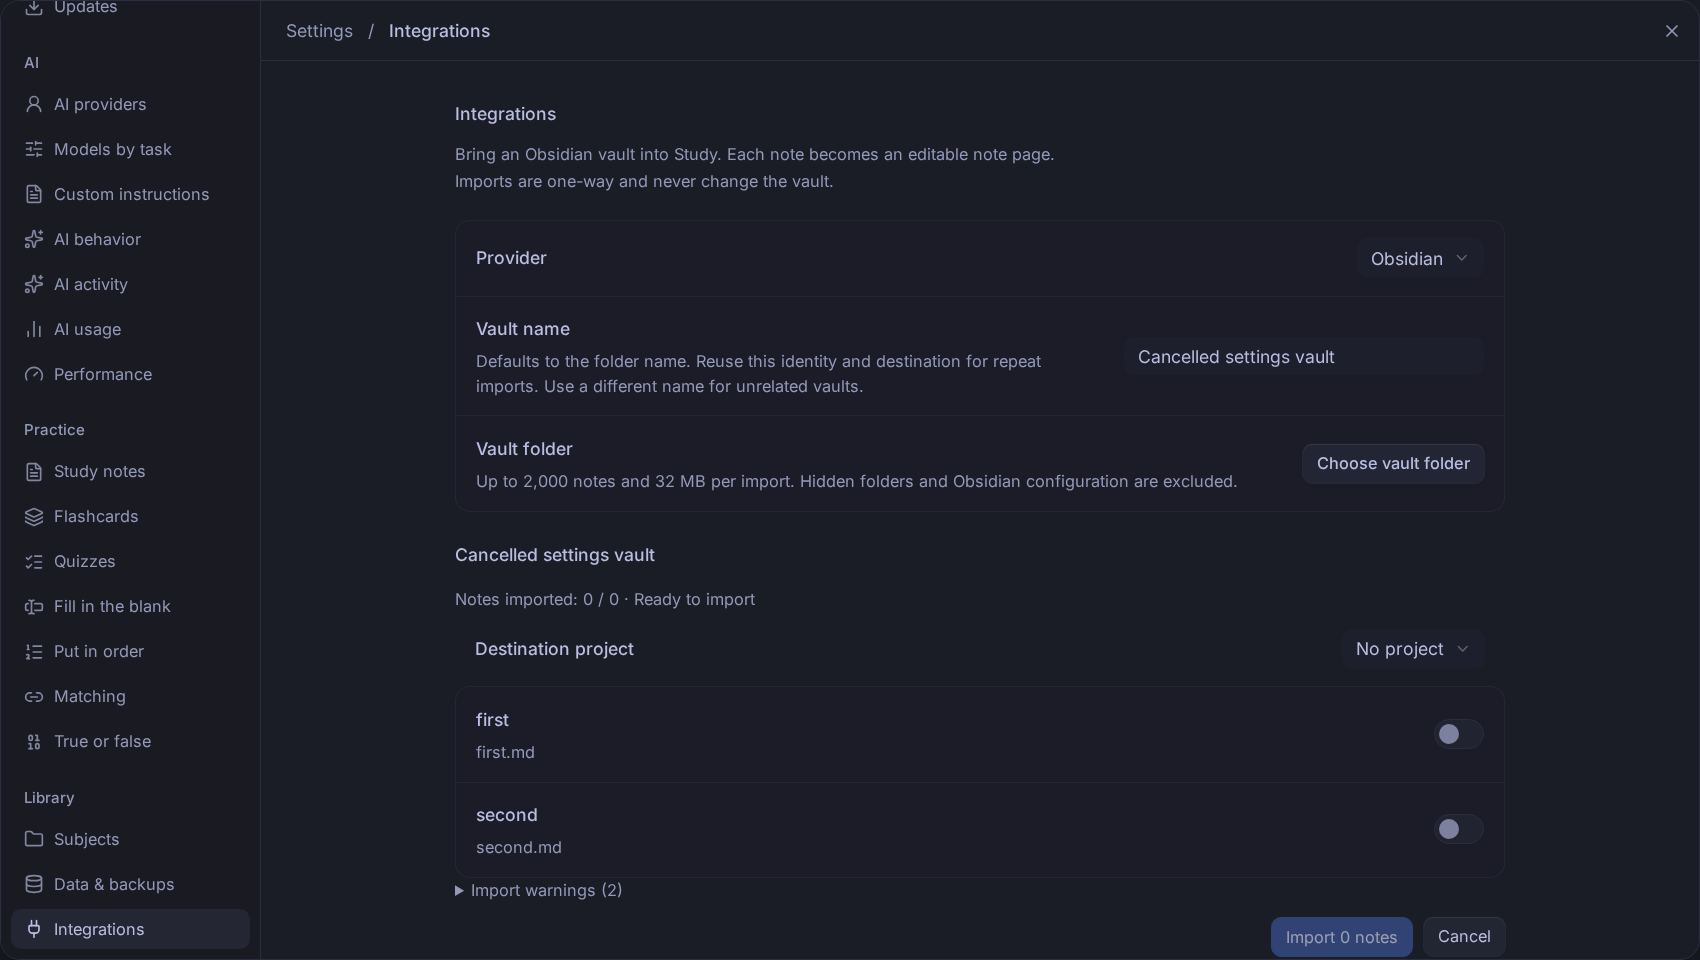 Updates
AI
AI providers
Models by task
Custom instructions
AI behavior
AI activity
AI usage
Performance
Practice
Study notes
Flashcards
Quizzes
Fill in the blank
Put in order
Matching
True or false
Library
Subjects
Data & backups
Integrations
Settings / Integrations
Integrations
Bring an Obsidian vault into Study. Each note becomes an editable note page.
Imports are one-way and never change the vault.
Provider
Obsidian
Vault name
Defaults to the folder name. Reuse this identity and destination for repeat
imports. Use a different name for unrelated vaults.
Cancelled settings vault
Vault folder
Up to 2,000 notes and 32 MB per import. Hidden folders and Obsidian configuration are excluded.
Choose vault folder
Cancelled settings vault
Notes imported: 0 / 0 · Ready to import
Destination project
No project
first
first.md
second
second.md
Import warnings (2)
Import 0 notes
Cancel